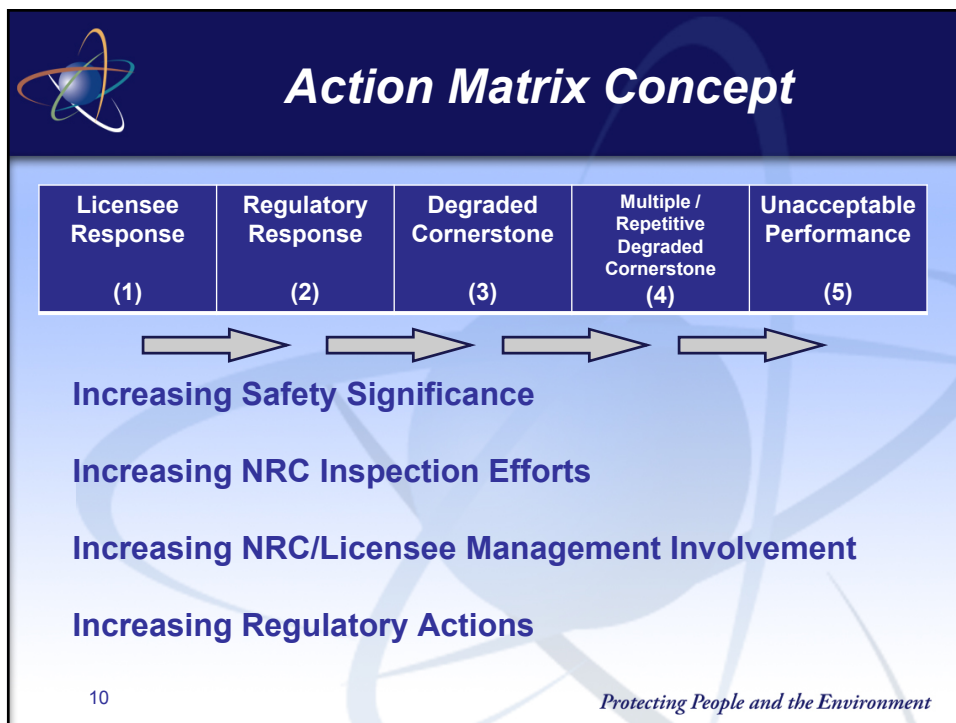 Action Matrix Concept
Licensee
Response
(1)
Regulatory
Response
(2)
Degraded
Cornerstone
(3)
Multiple /
Repetitive
Degraded
Cornerstone
(4)
Unacceptable
Performance
(5)
Increasing Safety Significance
Increasing NRC Inspection Efforts
Increasing NRC/Licensee Management Involvement
Increasing Regulatory Actions
10
Protecting People and the Environment